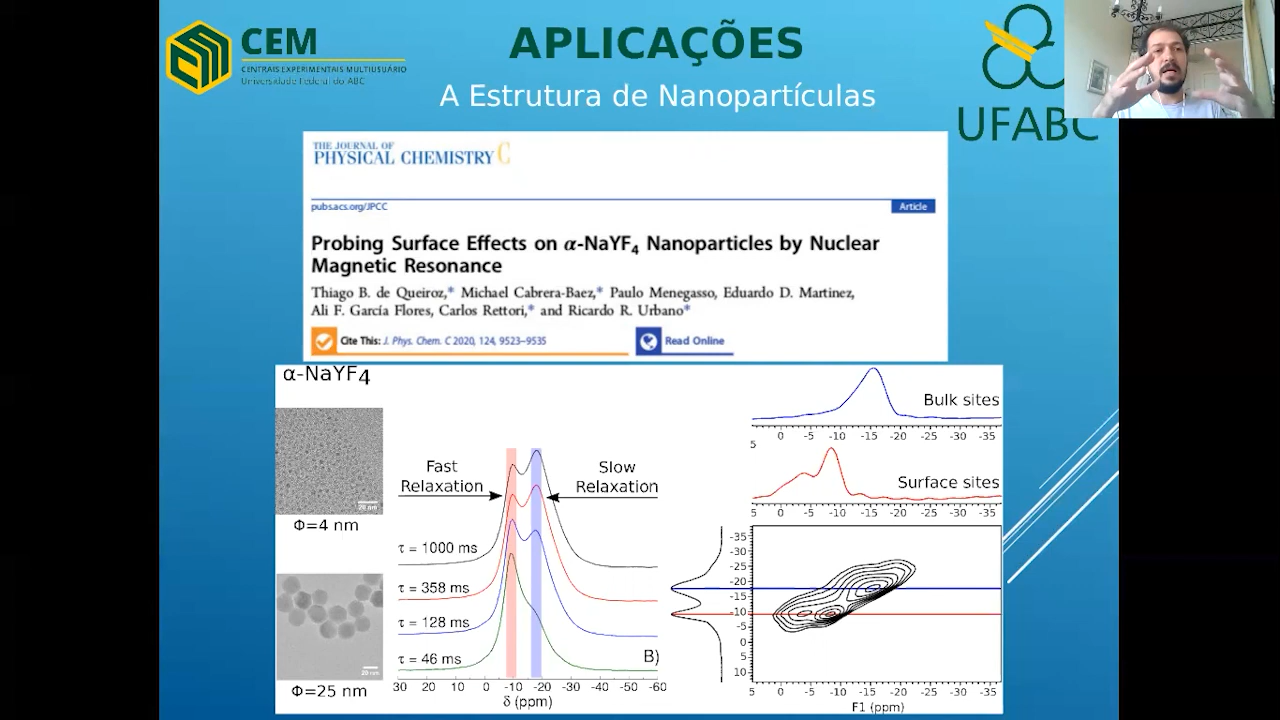 CEM
CENTRAIS EXPERIMENTAIS MULTIUSUÁRIO
Universidade Federal do ABC
APLICAÇÕES
A Estrutura de Nanopartículas
UFABC
THE JOURNAL OF
PHYSICAL CHEMISTRY C
pubs.acs.org/JPCC
Article
Probing Surface Effects on α-NaYF₄ Nanoparticles by Nuclear
Magnetic Resonance
Thiago B. de Queiroz,* Michael Cabrera-Baez,* Paulo Menegasso, Eduardo D. Martinez,
Ali F. García Flores, Carlos Rettori,* and Ricardo R. Urbano*
Cite This: J. Phys. Chem. C 2020, 124, 9523−9535
Read Online
α-NaYF₄
20 nm
Φ=4 nm
20 nm
Φ=25 nm
Fast
Relaxation
Slow
Relaxation
τ = 1000 ms
τ = 358 ms
τ = 128 ms
τ = 46 ms
B)
30 20 10 0 -10 -20 -30 -40 -50 -60
δ (ppm)
Bulk sites
5 0 -5 -10 -15 -20 -25 -30 -35
Surface sites
5 0 -5 -10 -15 -20 -25 -30 -35
-35
-30
-25
-20
-15
-10
-5
0
5
10
5 0 -5 -10 -15 -20 -25 -30 -35
F1 (ppm)